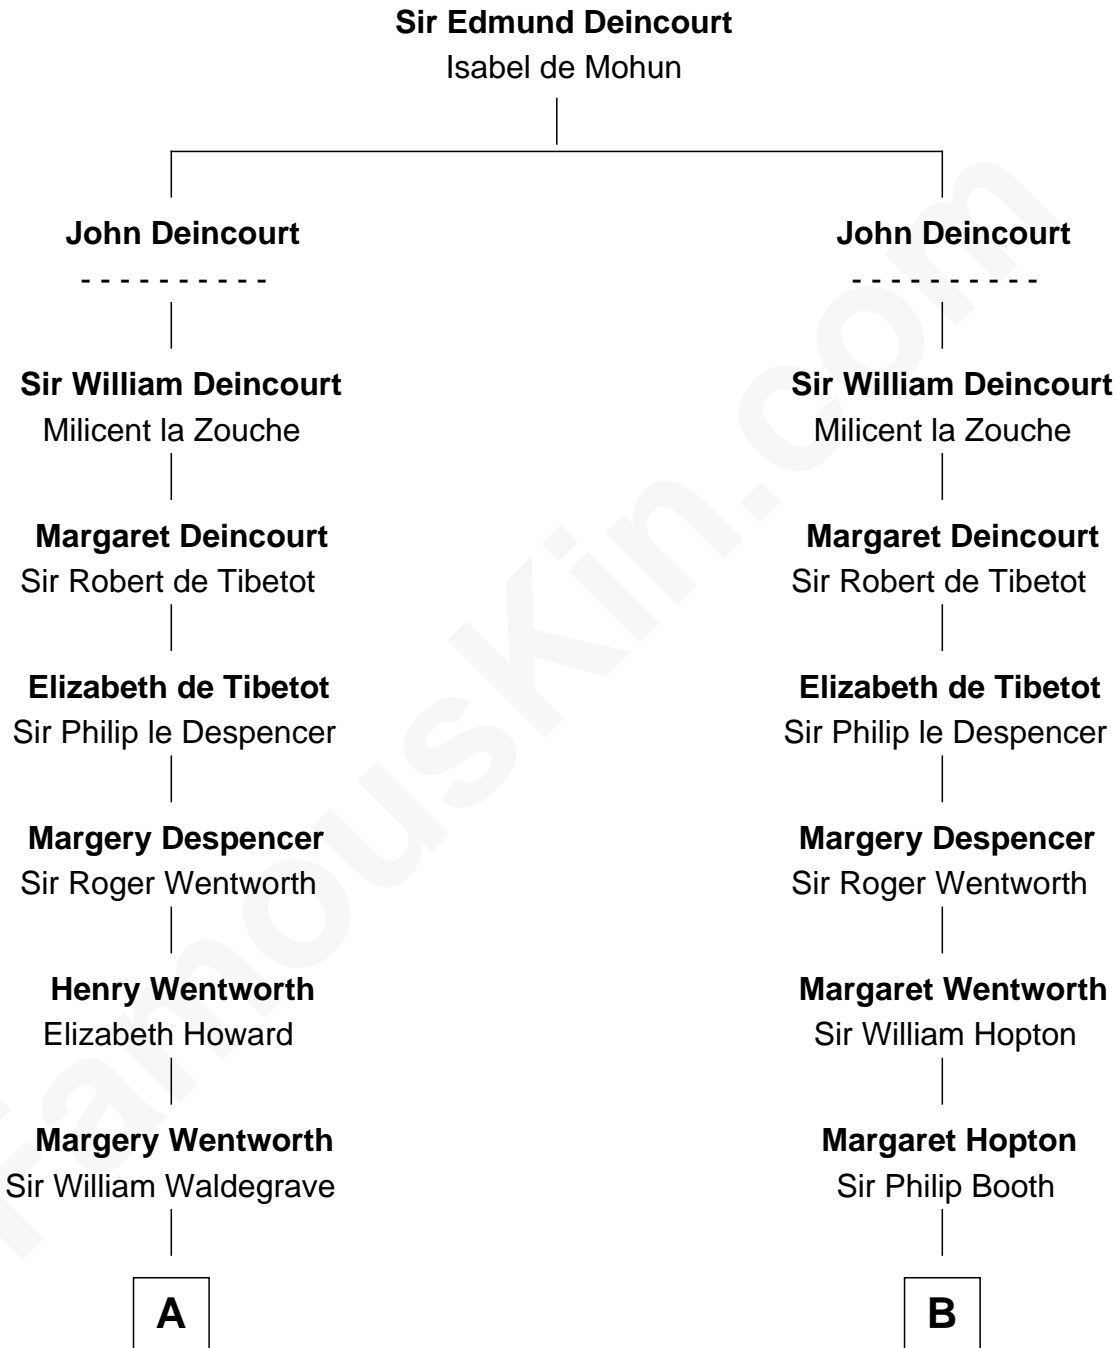 Sir Edmund Deincourt
Isabel de Mohun
John Deincourt
- - - - - - - - - -
Sir William Deincourt
Milicent la Zouche
Margaret Deincourt
Sir Robert de Tibetot
Elizabeth de Tibetot
Sir Philip le Despencer
Margery Despencer
Sir Roger Wentworth
Henry Wentworth
Elizabeth Howard
Margery Wentworth
Sir William Waldegrave
A
John Deincourt
- - - - - - - - - -
Sir William Deincourt
Milicent la Zouche
Margaret Deincourt
Sir Robert de Tibetot
Elizabeth de Tibetot
Sir Philip le Despencer
Margery Despencer
Sir Roger Wentworth
Margaret Wentworth
Sir William Hopton
Margaret Hopton
Sir Philip Booth
B
FamousKin.com